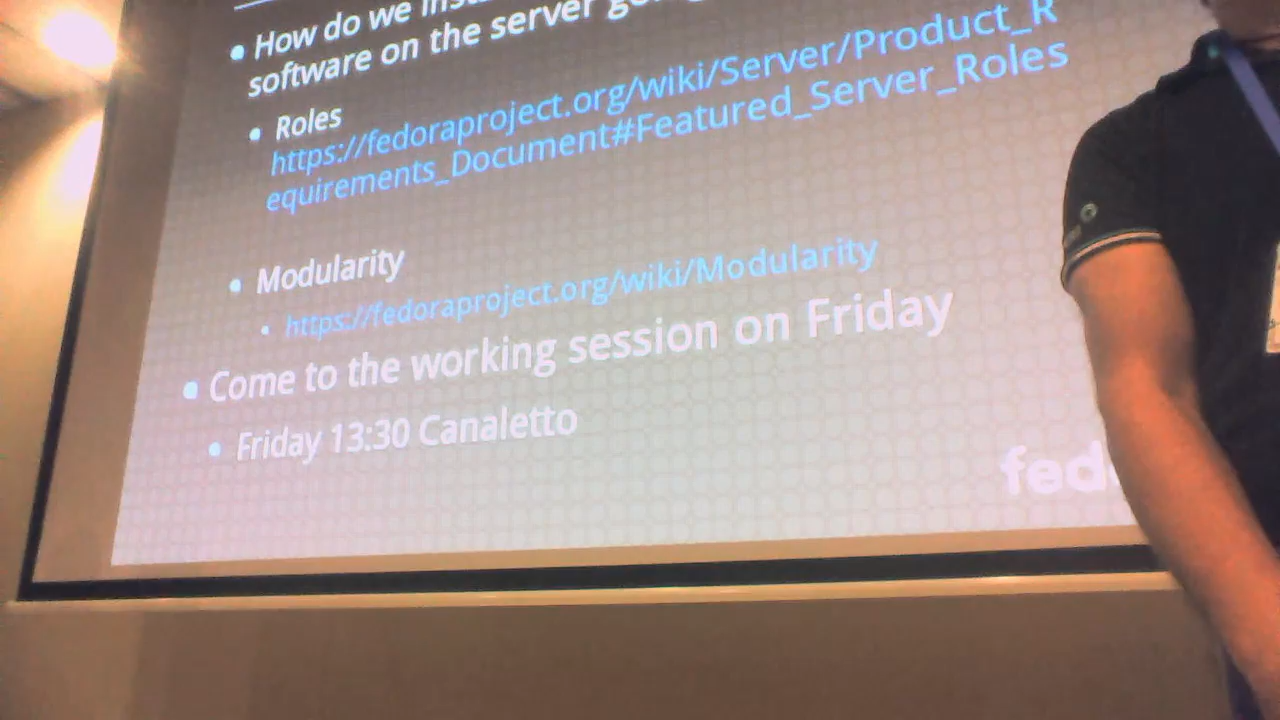 How do we
software on the server
Roles
https://fedoraproject.org/wiki/Server/Product_R
equirements_Document#Featured_Server_Roles
Modularity
https://fedoraproject.org/wiki/Modularity
Come to the working session on Friday
Friday 13:30 Canaletto